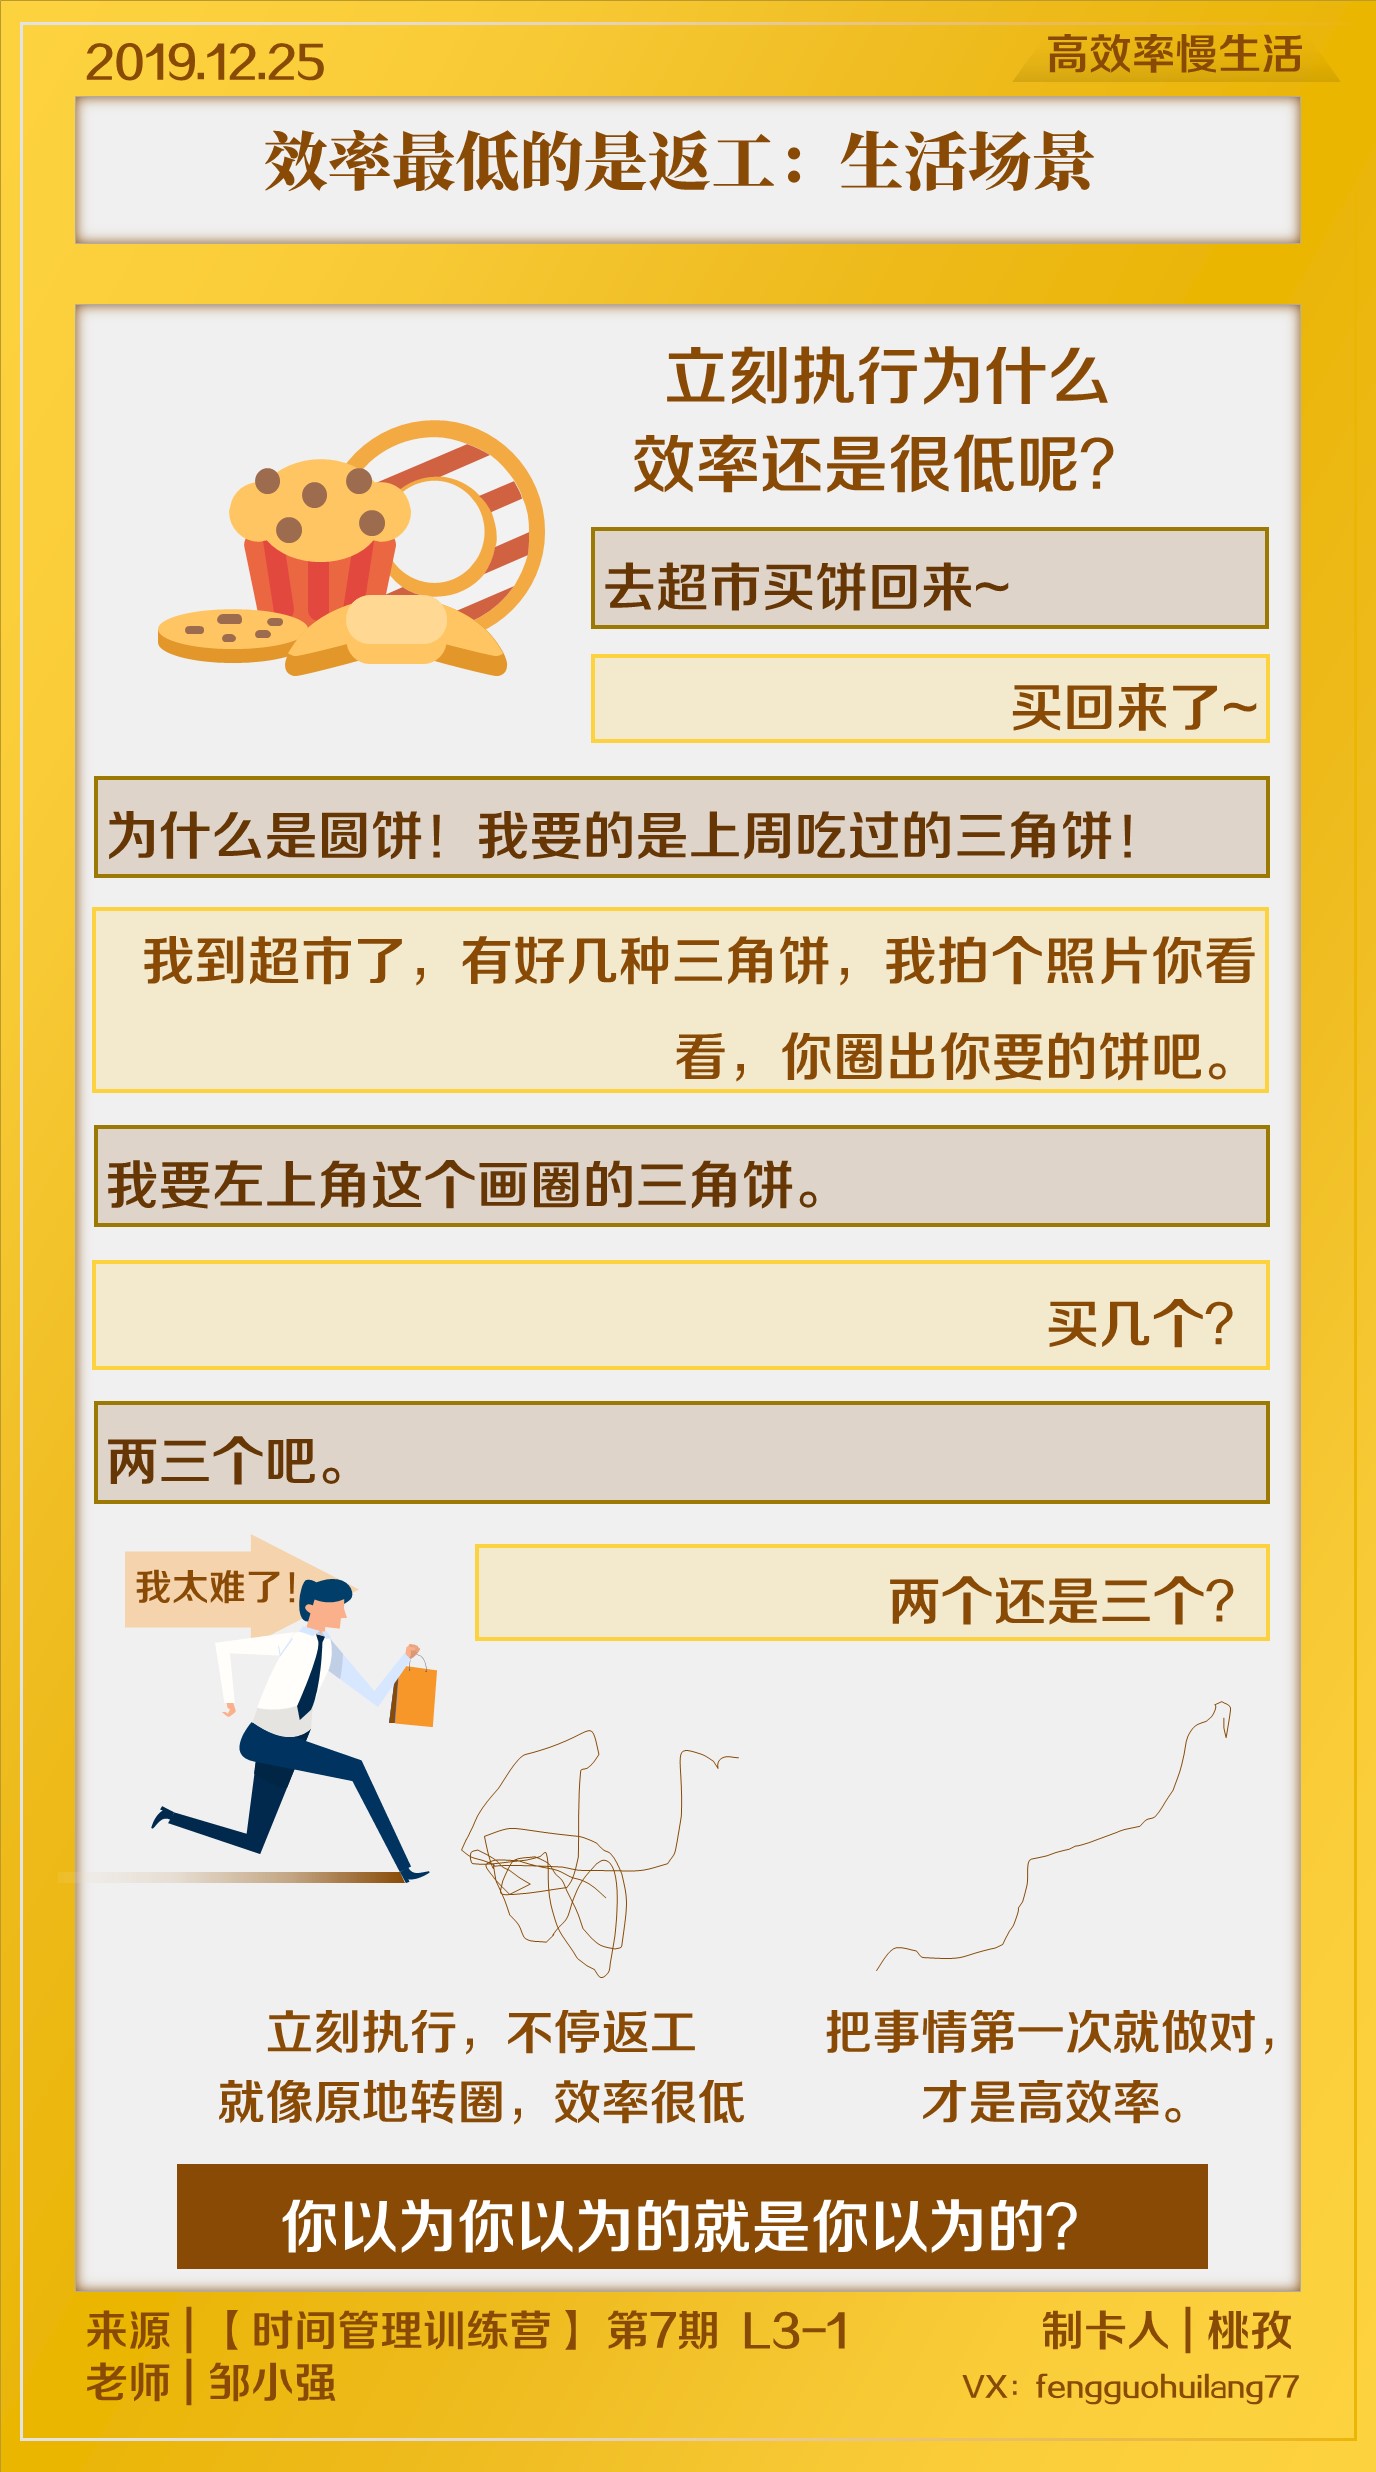 2019.12.25
高效率慢生活
效率最低的是返工：生活场景
立刻执行为什么
效率还是很低呢?
去超市买饼回来~
买回来了~
为什么是圆饼！我要的是上周吃过的三角饼！
我到超市了，有好几种三角饼，我拍个照片你看
看，你圈出你要的饼吧。
我要左上角这个画圈的三角饼。
买几个?
两三个吧。
我太难了！
两个还是三个?
立刻执行，不停返工
就像原地转圈，效率很低
把事情第一次就做对，
才是高效率。
你以为你以为的就是你以为的?
来源|【时间管理训练营】第7期 L3-1
老师|邹小强
制卡人|桃孜
VX：fengguohuilang77